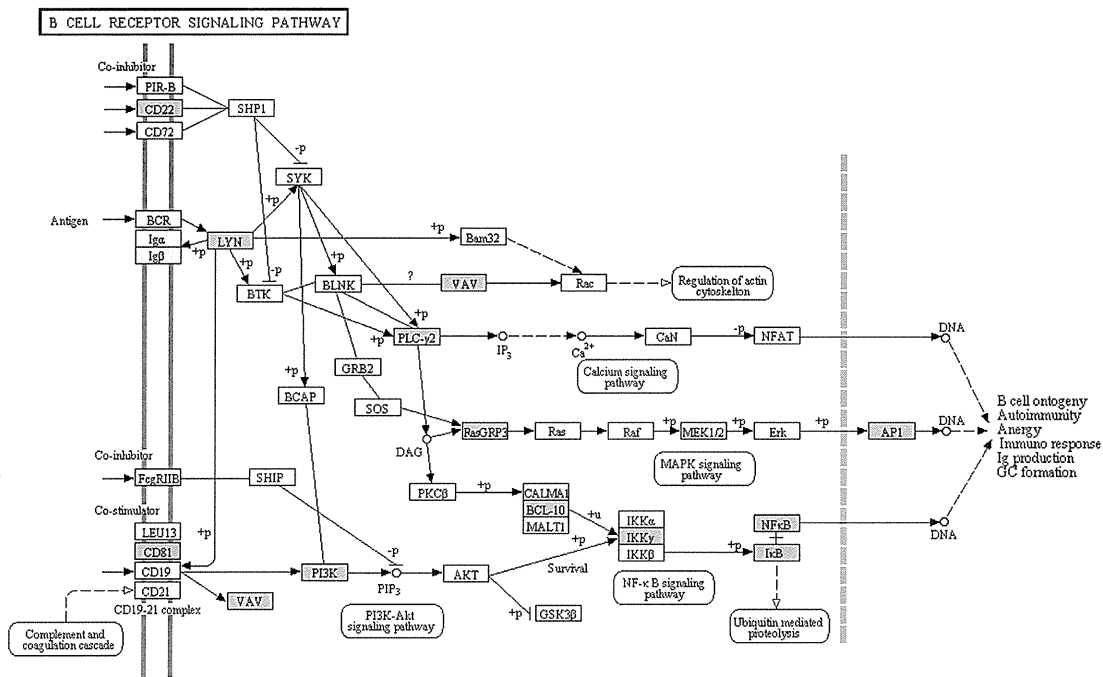 B CELL RECEPTOR SIGNALING PATHWAY
Co-inhibitor
PIR-B
CD22
CD72
SHP1
-p
SYK
+p
Antigen
BCR
Igα
Igβ
LYN
+p
+p
-p
BTK
+p
BLNK
?
+p
Bam32
VAV
Rac
Regulation of actin
cytoskelton
+p
+p
PLC-γ2
IP3
Ca2+
CaN
-p
NFAT
DNA
Calcium signaling
pathway
GRB2
+p
BCAP
SOS
DAG
RasGRP3
Ras
Raf
+p
MEK1/2
+p
Erk
+p
AP1
DNA
MAPK signaling
pathway
B cell ontogeny
Autoimmunity
Anergy
Immuno response
Ig production
GC formation
Co-inhibitor
FcgRIIB
SHIP
PKCβ
+p
CALMA1
BCL-10
MALT1
+u
IKKα
IKKγ
IKKβ
+p
NFκB
IκB
DNA
Co-stimulator
LEU13
CD81
CD19
CD21
CD19-21 complex
+p
VAV
PI3K
-p
PIP3
AKT
+p
Survival
+p
GSK3β
PI3K-Akt
signaling pathway
NF-κ B signaling
pathway
Ubiquitin mediated
proteolysis
Complement and
coagulation cascade